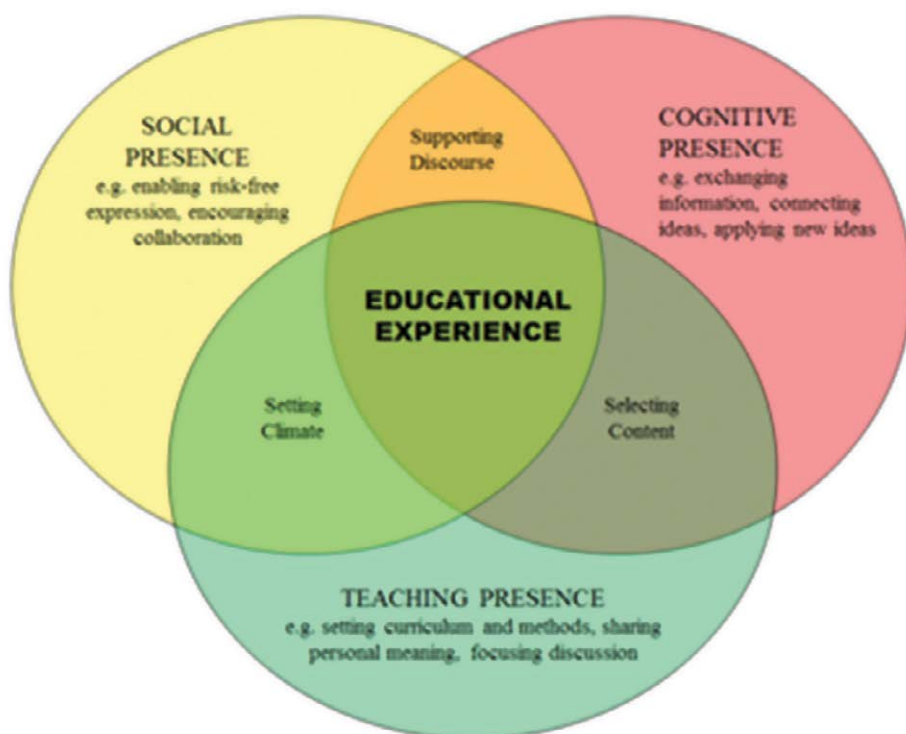 SOCIAL
PRESENCE
e.g. enabling risk-free
expression, encouraging
collaboration
Supporting
Discourse
COGNITIVE
PRESENCE
e.g. exchanging
information, connecting
ideas, applying new ideas
EDUCATIONAL
EXPERIENCE
Setting
Climate
Selecting
Content
TEACHING PRESENCE
e.g. setting curriculum and methods, sharing
personal meaning, focusing discussion